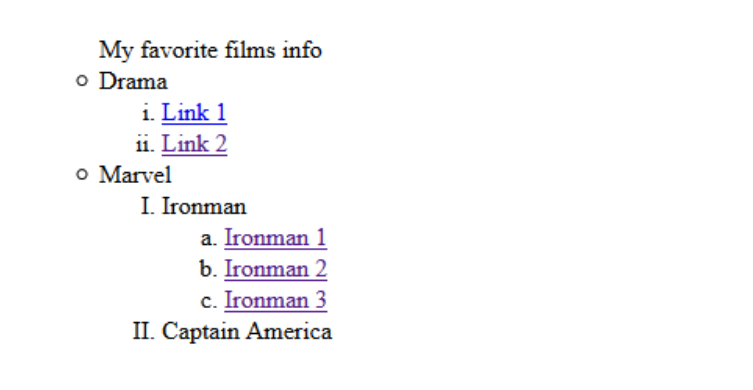 My favorite films info
Drama
i. Link 1
ii. Link 2
Marvel
I. Ironman
a. Ironman 1
b. Ironman 2
c. Ironman 3
II. Captain America